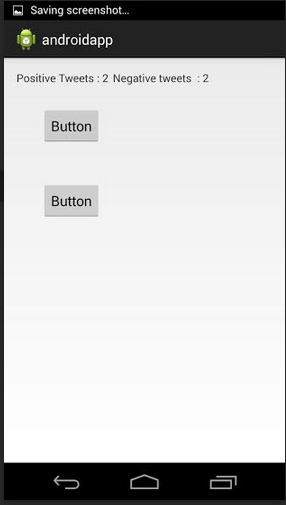 Saving screenshot...
androidapp
Positive Tweets : 2 Negative tweets : 2
Button
Button